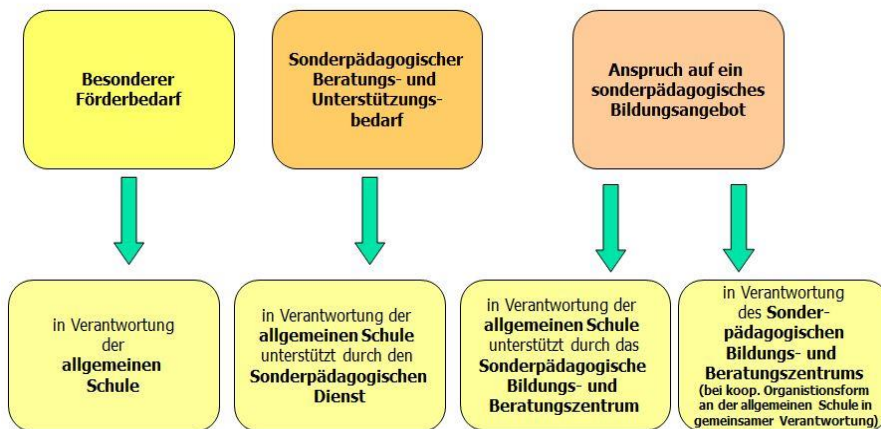 Besonderer
Förderbedarf
Sonderpädagogischer
Beratungs- und
Unterstützungs-
bedarf
Anspruch auf ein
sonderpädagogisches
Bildungsangebot
in Verantwortung
der
allgemeinen
Schule
in Verantwortung der
allgemeinen Schule
unterstützt durch den
Sonderpädagogischen
Dienst
in Verantwortung der
allgemeinen Schule
unterstützt durch das
Sonderpädagogische
Bildungs- und
Beratungszentrum
in Verantwortung
des Sonder-
pädagogischen
Bildungs- und
Beratungszentrums
(bei koop. Organistionsform
an der allgemeinen Schule in
gemeinsamer Verantwortung)